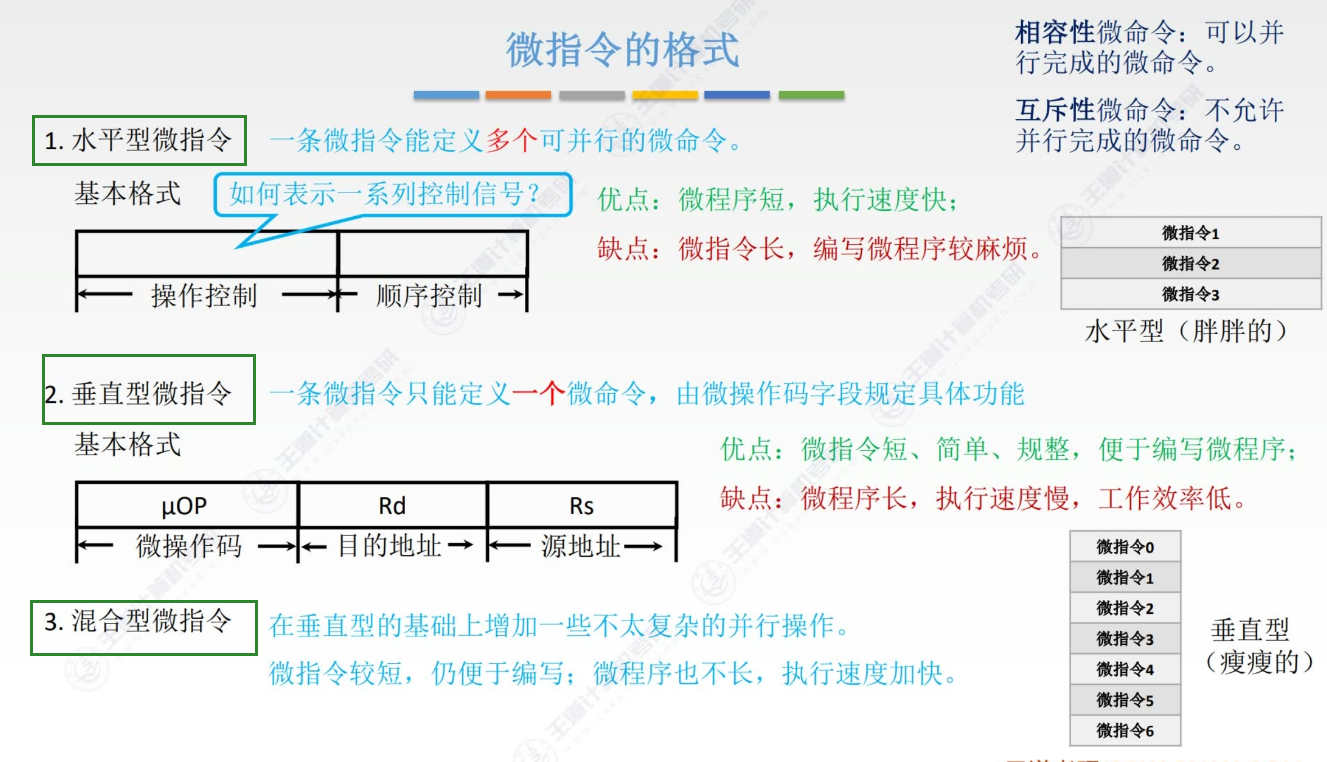 微指令的格式
相容性微命令：可以并
行完成的微命令。
互斥性微命令：不允许
并行完成的微命令。
1. 水平型微指令
一条微指令能定义多个可并行的微命令。
基本格式
如何表示一系列控制信号？
优点：微程序短，执行速度快；
缺点：微指令长，编写微程序较麻烦。
操作控制
顺序控制
微指令1
微指令2
微指令3
水平型（胖胖的）
2. 垂直型微指令
一条微指令只能定义一个微命令，由微操作码字段规定具体功能
基本格式
优点：微指令短、简单、规整，便于编写微程序；
缺点：微程序长，执行速度慢，工作效率低。
μOP
Rd
Rs
微操作码
目的地址
源地址
微指令0
微指令1
微指令2
微指令3
微指令4
微指令5
微指令6
垂直型
（瘦瘦的）
3. 混合型微指令
在垂直型的基础上增加一些不太复杂的并行操作。
微指令较短，仍便于编写；微程序也不长，执行速度加快。
王道计算机考研